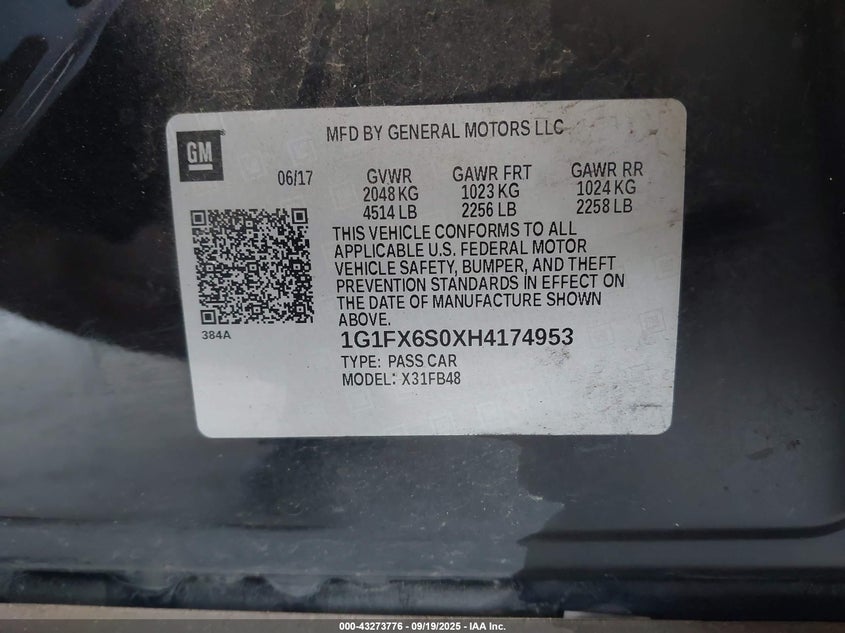 GM
MFD BY GENERAL MOTORS LLC
06/17
GVWR GAWR FRT GAWR RR
2048 KG 1023 KG 1024 KG
4514 LB 2256 LB 2258 LB
THIS VEHICLE CONFORMS TO ALL
APPLICABLE U.S. FEDERAL MOTOR
VEHICLE SAFETY, BUMPER, AND THEFT
PREVENTION STANDARDS IN EFFECT ON
THE DATE OF MANUFACTURE SHOWN
ABOVE.
384A
1G1FX6S0XH4174953
TYPE: PASS CAR
MODEL: X31FB48
000-43273776 - 09/19/2025 - IAA Inc.